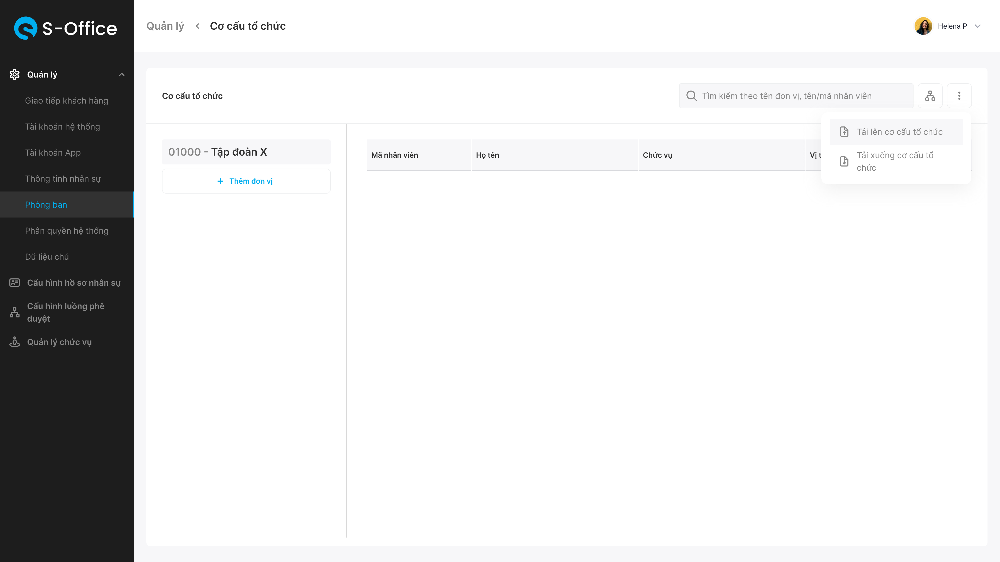 S-Office
Quản lý
Giao tiếp khách hàng
Tài khoản hệ thống
Tài khoản App
Thông tinh nhân sự
Phòng ban
Phân quyền hệ thống
Dữ liệu chủ
Cấu hình hồ sơ nhân sự
Cấu hình luồng phê
duyệt
Quản lý chức vụ
Quản lý Cơ cấu tổ chức
Helena P
Cơ cấu tổ chức
Tìm kiếm theo tên đơn vị, tên/mã nhân viên
Tải lên cơ cấu tổ chức
Tải xuống cơ cấu tổ
chức
01000 - Tập đoàn X
+ Thêm đơn vị
Mã nhân viên Họ tên Chức vụ Vị t